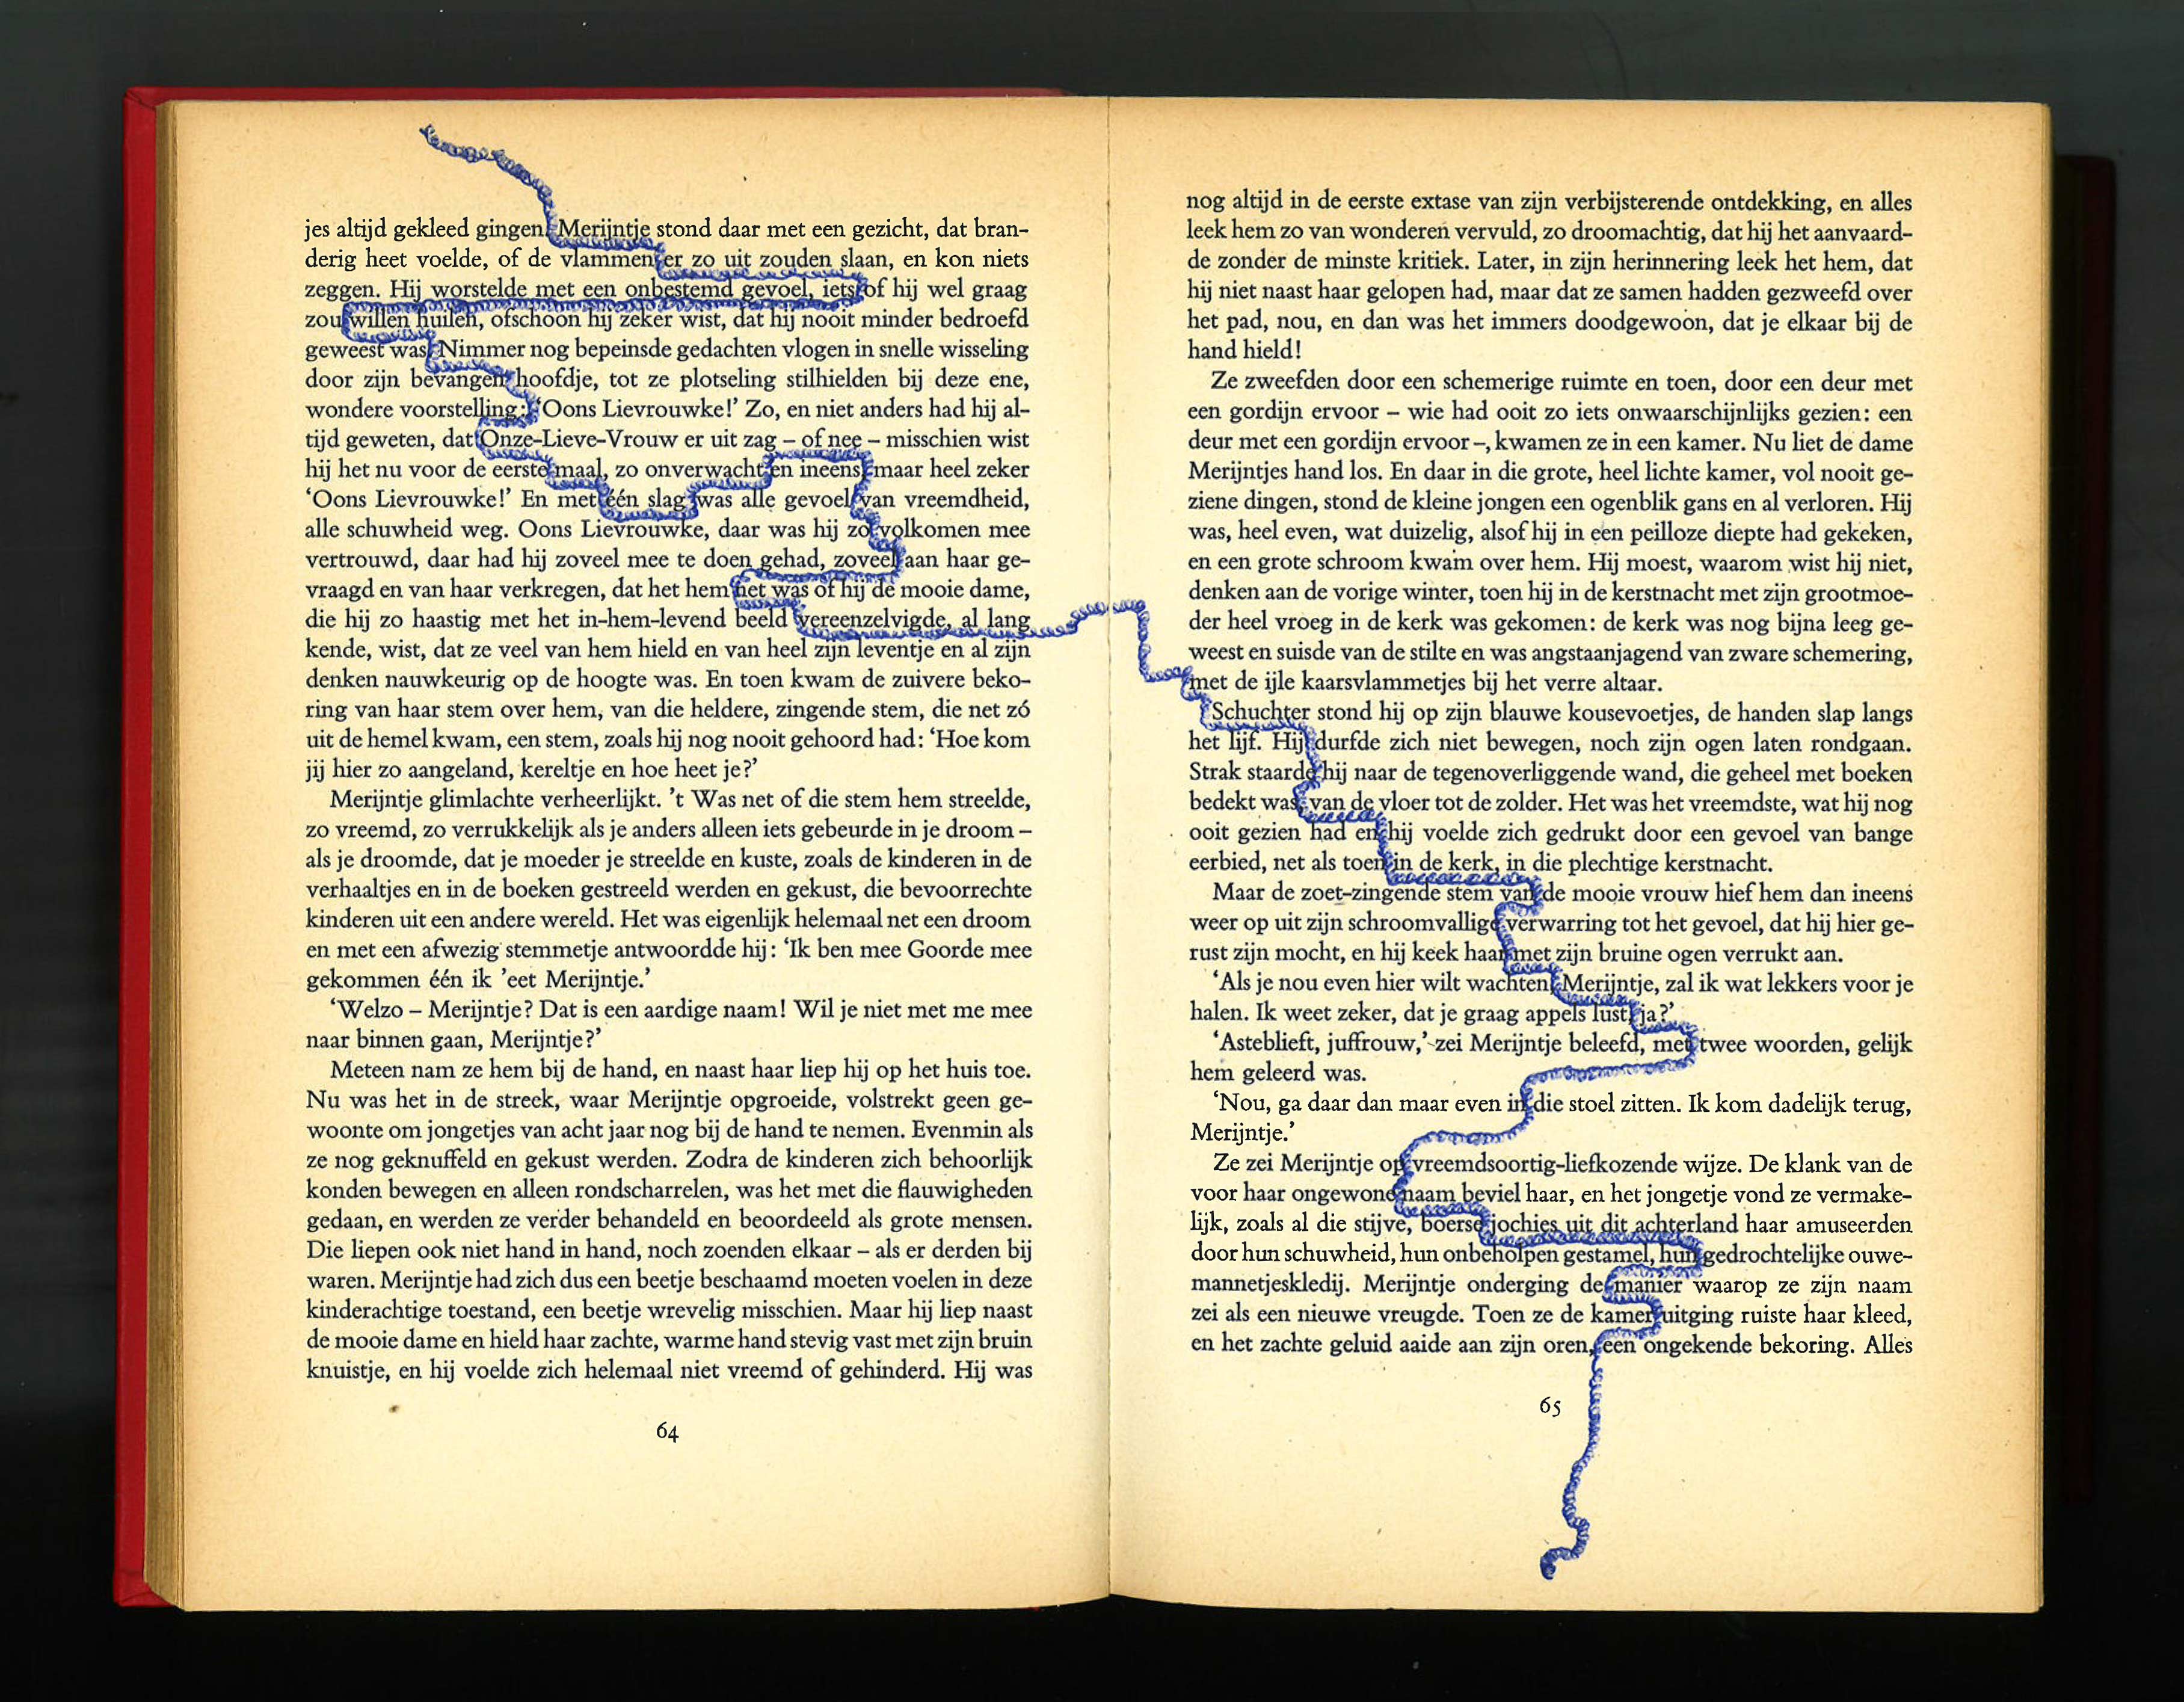 jes altijd gekleed gingen. Merijntje stond daar met een gezicht, dat bran-
derig heet voelde, of de vlammen er zo uit zouden slaan, en kon niets
zeggen. Hij worstelde met een onbestemd gevoel, iets of hij wel graag
zou willen huilen, ofschoon hij zeker wist, dat hij nooit minder bedroefd
geweest was. Nimmer nog bepeinsde gedachten vlogen in snelle wisseling
door zijn bevangen hoofdje, tot ze plotseling stilhielden bij deze ene,
wondere voorstelling: ‘Oons Lievrouwke!’ Zo, en niet anders had hij al-
tijd geweten, dat Onze-Lieve-Vrouw er uit zag – of nee – misschien wist
hij het nu voor de eerste maal, zo onverwacht en ineens, maar heel zeker
‘Oons Lievrouwke!’ En met één slag was alle gevoel van vreemdheid,
alle schuwheid weg. Oons Lievrouwke, daar was hij zo volkomen mee
vertrouwd, daar had hij zoveel mee te doen gehad, zoveel aan haar ge-
vraagd en van haar verkregen, dat het hem net was of hij de mooie dame,
die hij zo haastig met het in-hem-levend beeld vereenzelvigde, al lang
kende, wist, dat ze veel van hem hield en van heel zijn leventje en al zijn
denken nauwkeurig op de hoogte was. En toen kwam de zuivere beko-
ring van haar stem over hem, van die heldere, zingende stem, die net zó
uit de hemel kwam, een stem, zoals hij nog nooit gehoord had: ‘Hoe kom
jij hier zo aangeland, kereltje en hoe heet je?’
Merijntje glimlachte verheerlijkt. ’t Was net of die stem hem streelde,
zo vreemd, zo verrukkelijk als je anders alleen iets gebeurde in je droom –
als je droomde, dat je moeder je streelde en kuste, zoals de kinderen in de
verhaaltjes en in de boeken gestreeld werden en gekust, die bevoorrechte
kinderen uit een andere wereld. Het was eigenlijk helemaal net een droom
en met een afwezig stemmetje antwoordde hij: ‘Ik ben mee Goorde mee
gekommen één ik ’eet Merijntje.’
‘Welzo – Merijntje? Dat is een aardige naam! Wil je niet met me mee
naar binnen gaan, Merijntje?’
Meteen nam ze hem bij de hand, en naast haar liep hij op het huis toe.
Nu was het in de streek, waar Merijntje opgroeide, volstrekt geen ge-
woonte om jongetjes van acht jaar nog bij de hand te nemen. Evenmin als
ze nog geknuffeld en gekust werden. Zodra de kinderen zich behoorlijk
konden bewegen en alleen rondscharrelen, was het met die flauwigheden
gedaan, en werden ze verder behandeld en beoordeeld als grote mensen.
Die liepen ook niet hand in hand, noch zoenden elkaar – als er derden bij
waren. Merijntje had zich dus een beetje beschaamd moeten voelen in deze
kinderachtige toestand, een beetje wrevelig misschien. Maar hij liep naast
de mooie dame en hield haar zachte, warme hand stevig vast met zijn bruin
knuistje, en hij voelde zich helemaal niet vreemd of gehinderd. Hij was
64
nog altijd in de eerste extase van zijn verbijsterende ontdekking, en alles
leek hem zo van wonderen vervuld, zo droomachtig, dat hij het aanvaard-
de zonder de minste kritiek. Later, in zijn herinnering leek het hem, dat
hij niet naast haar gelopen had, maar dat ze samen hadden gezweefd over
het pad, nou, en dan was het immers doodgewoon, dat je elkaar bij de
hand hield!
Ze zweefden door een schemerige ruimte en toen, door een deur met
een gordijn ervoor – wie had ooit zo iets onwaarschijnlijks gezien: een
deur met een gordijn ervoor –, kwamen ze in een kamer. Nu liet de dame
Merijntjes hand los. En daar in die grote, heel lichte kamer, vol nooit ge-
ziene dingen, stond de kleine jongen een ogenblik gans en al verloren. Hij
was, heel even, wat duizelig, alsof hij in een peilloze diepte had gekeken,
en een grote schroom kwam over hem. Hij moest, waarom wist hij niet,
denken aan de vorige winter, toen hij in de kerstnacht met zijn grootmoe-
der heel vroeg in de kerk was gekomen: de kerk was nog bijna leeg ge-
weest en suisde van de stilte en was angstaanjagend van zware schemering,
met de ijle kaarsvlammetjes bij het verre altaar.
Schuchter stond hij op zijn blauwe kousevoetjes, de handen slap langs
het lijf. Hij durfde zich niet bewegen, noch zijn ogen laten rondgaan.
Strak staarde hij naar de tegenoverliggende wand, die geheel met boeken
bedekt was, van de vloer tot de zolder. Het was het vreemdste, wat hij nog
ooit gezien had en hij voelde zich gedrukt door een gevoel van bange
eerbied, net als toen in de kerk, in die plechtige kerstnacht.
Maar de zoet-zingende stem van de mooie vrouw hief hem dan ineens
weer op uit zijn schroomvallige verwarring tot het gevoel, dat hij hier ge-
rust zijn mocht, en hij keek haar met zijn bruine ogen verrukt aan.
‘Als je nou even hier wilt wachten, Merijntje, zal ik wat lekkers voor je
halen. Ik weet zeker, dat je graag appels lust, ja?’
‘Asteblieft, juffrouw,’ zei Merijntje beleefd, met twee woorden, gelijk
hem geleerd was.
‘Nou, ga daar dan maar even in die stoel zitten. Ik kom dadelijk terug,
Merijntje.’
Ze zei Merijntje op vreemdsoortig-liefkozende wijze. De klank van de
voor haar ongewone naam beviel haar, en het jongetje vond ze vermake-
lijk, zoals al die stijve, boerse jochies uit dit achterland haar amuseerden
door hun schuwheid, hun onbeholpen gestamel, hun gedrochtelijke ouwe-
mannetjeskledij. Merijntje onderging de manier waarop ze zijn naam
zei als een nieuwe vreugde. Toen ze de kamer uitging ruiste haar kleed,
en het zachte geluid aaide aan zijn oren, een ongekende bekoring. Alles
65